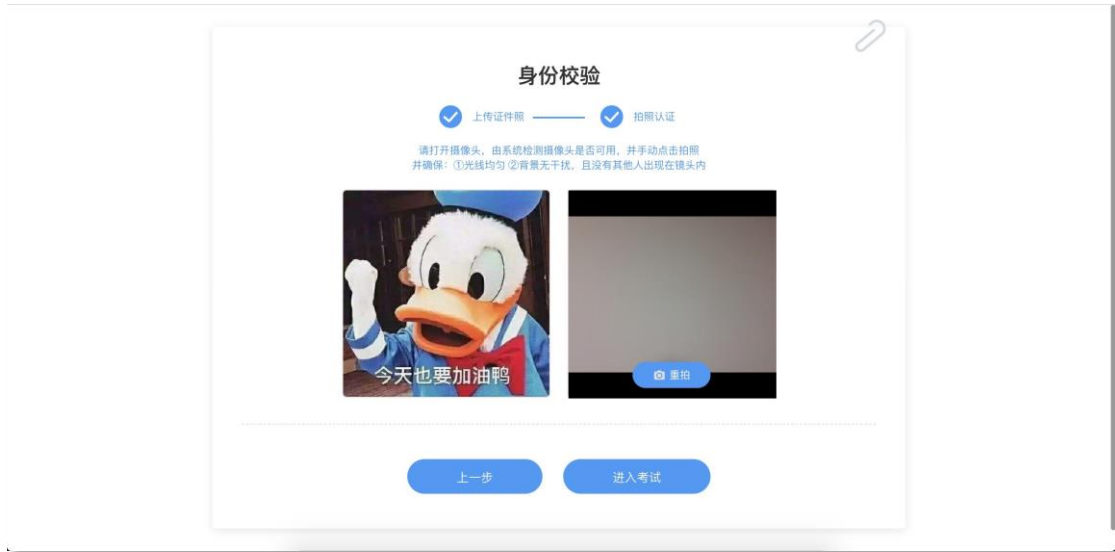 身份校验
上传证件照
拍照认证
请打开摄像头，由系统检测摄像头是否可用，并手动点击拍照
并确保：①光线均匀 ②背景无干扰，且没有其他人出现在镜头内
今天也要加油鸭
重拍
上一步
进入考试